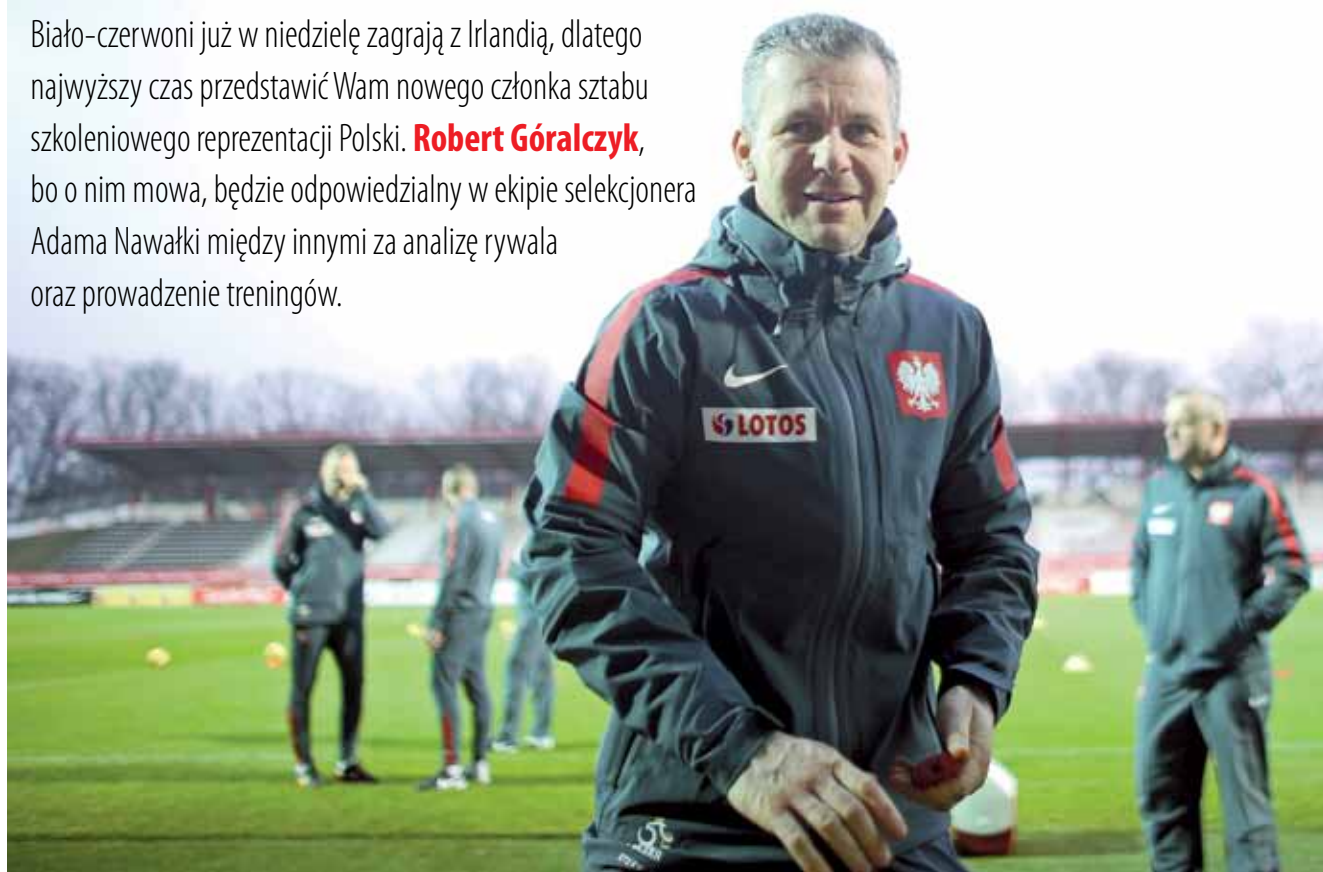 Biało-czerwoni już w niedzielę zagrają z Irlandią, dlatego
najwyższy czas przedstawić Wam nowego członka sztabu
szkoleniowego reprezentacji Polski. Robert Góralczyk,
bo o nim mowa, będzie odpowiedzialny w ekipie selekcjonera
Adama Nawałki między innymi za analizę rywala
oraz prowadzenie treningów.
LOTOS